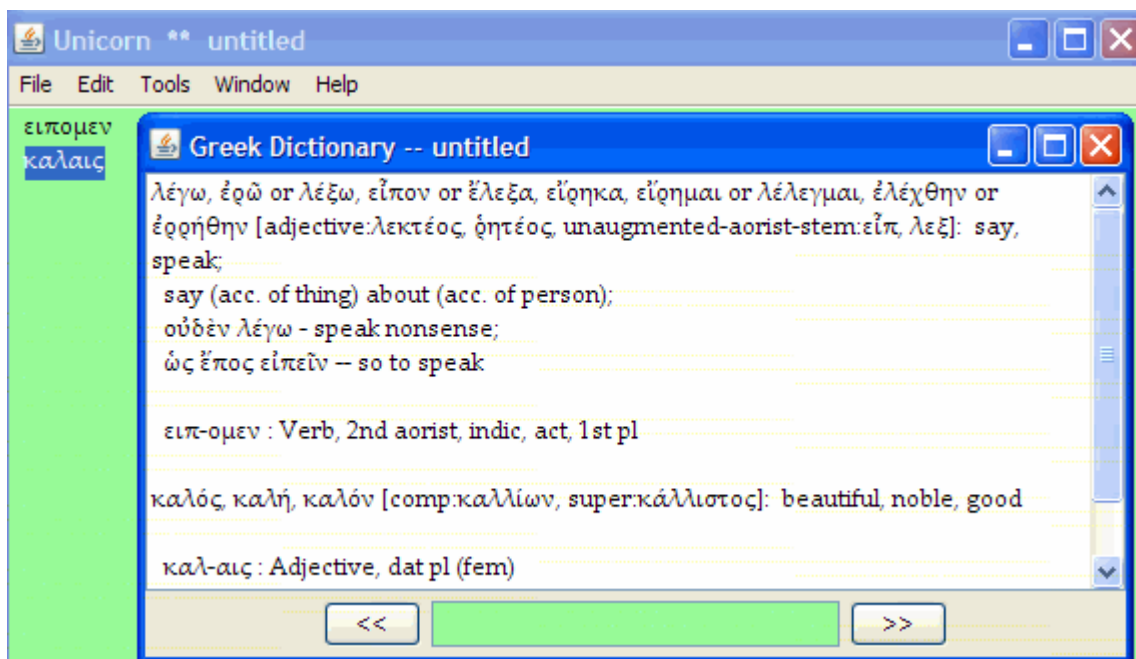 Unicorn ** untitled
File Edit Tools Window Help
ειπομεν
καλαις
Greek Dictionary -- untitled
λέγω, ἐρῶ or λέξω, εἶπον or ἔλεξα, εἴρηκα, εἴρημαι or λέλεγμαι, ἐλέχθην or
ἐρρήθην [adjective:λεκτέος, ῥητέος, unaugmented-aorist-stem:εἶπ, λεξ]: say,
speak;
say (acc. of thing) about (acc. of person);
οὐδὲν λέγω - speak nonsense;
ὡς ἔπος εἰπεῖν -- so to speak
ειπ-ομεν : Verb, 2nd aorist, indic, act, 1st pl
καλός, καλή, καλόν [comp:καλλίων, super:κάλλιστος]: beautiful, noble, good
καλ-αις : Adjective, dat pl (fem)
<< >>